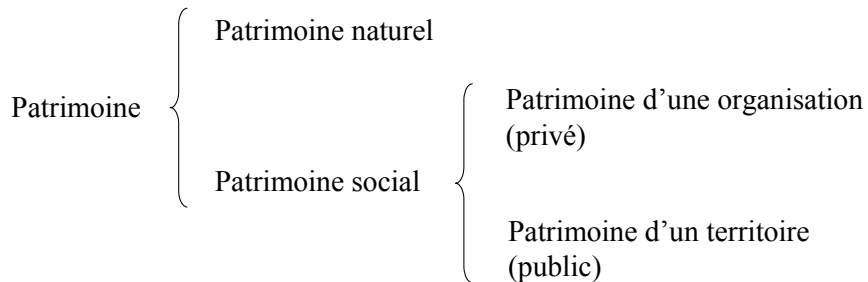 Patrimoine naturel
Patrimoine
Patrimoine d’une organisation
(privé)
Patrimoine social
Patrimoine d’un territoire
(public)